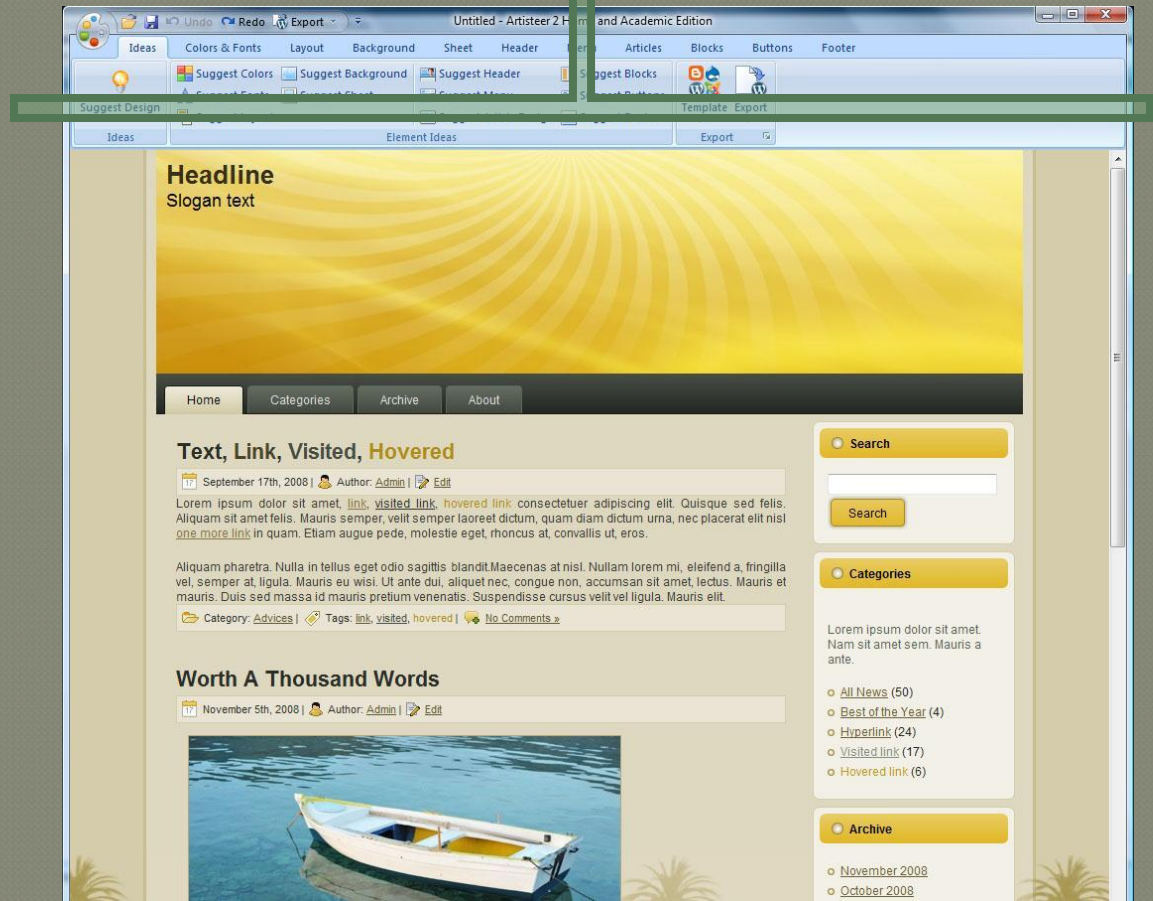 Undo Redo Export
Untitled - Artisteer 2 and Academic Edition
Ideas Colors & Fonts Layout Background Sheet Header Articles Blocks Buttons Footer
Suggest Colors Suggest Background Suggest Header Blocks
Suggest Design
Template Export
Ideas Element Ideas Export
Headline
Slogan text
Home Categories Archive About
Text, Link, Visited, Hovered
17 September 17th, 2008 | Author: Admin | Edit
Lorem ipsum dolor sit amet, link, visited link, hovered link consectetuer adipiscing elit. Quisque sed felis.
Aliquam sit amet felis. Mauris semper, velit semper laoreet dictum, quam diam dictum urna, nec placerat elit nisl
one more link in quam. Etiam augue pede, molestie eget, rhoncus at, convallis ut, eros.
Aliquam pharetra. Nulla in tellus eget odio sagittis blandit.Maecenas at nisl. Nullam lorem mi, eleifend a, fringilla
vel, semper at, ligula. Mauris eu wisi. Ut ante dui, aliquet nec, congue non, accumsan sit amet, lectus. Mauris et
mauris. Duis sed massa id mauris pretium venenatis. Suspendisse cursus velit vel ligula. Mauris elit.
Category: Advices | Tags: link, visited, hovered | No Comments »
Worth A Thousand Words
17 November 5th, 2008 | Author: Admin | Edit
Search
Search
Categories
Lorem ipsum dolor sit amet.
Nam sit amet sem. Mauris a
ante.
All News (50)
Best of the Year (4)
Hyperlink (24)
Visited link (17)
Hovered link (6)
Archive
November 2008
October 2008